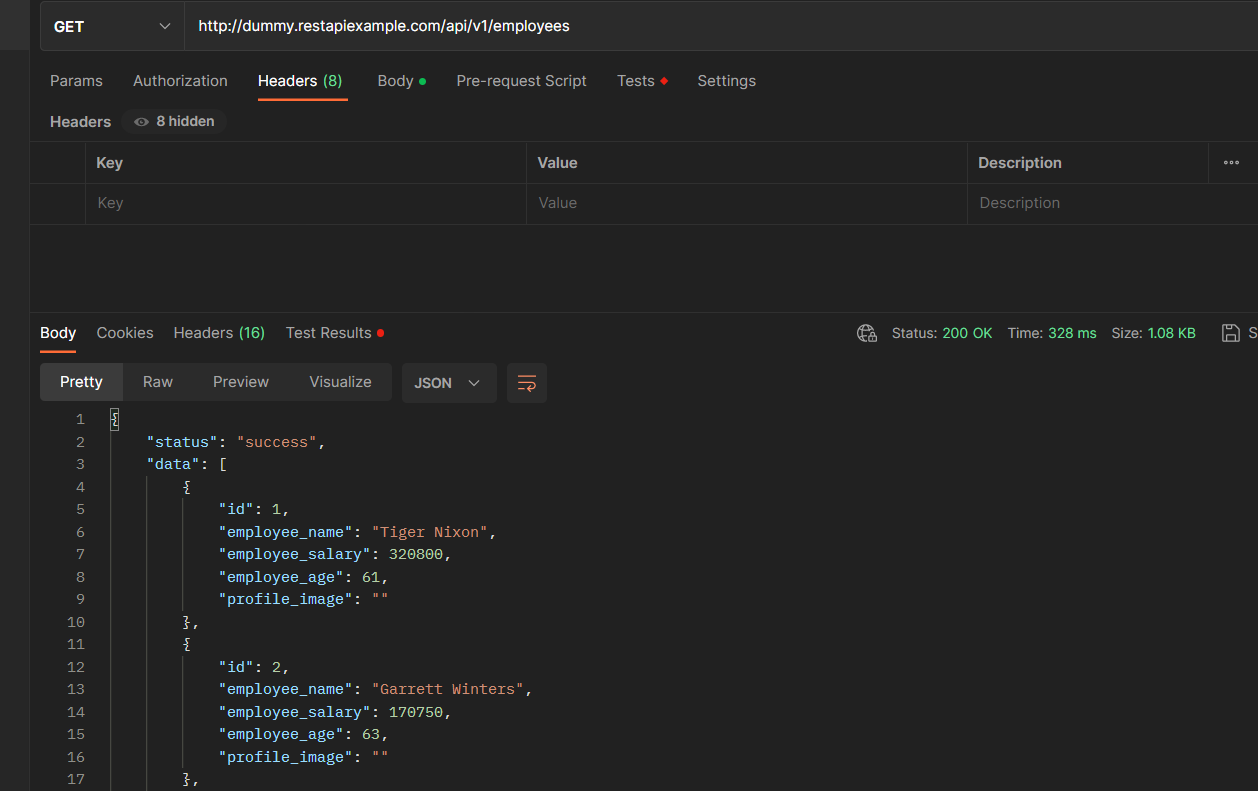 GET http://dummy.restapiexample.com/api/v1/employees
Params Authorization Headers (8) Body Pre-request Script Tests Settings
Headers 8 hidden
Key Value Description
Key Value Description
Body Cookies Headers (16) Test Results Status: 200 OK Time: 328 ms Size: 1.08 KB S
Pretty Raw Preview Visualize JSON
1 {
2 "status": "success",
3 "data": [
4 {
5 "id": 1,
6 "employee_name": "Tiger Nixon",
7 "employee_salary": 320800,
8 "employee_age": 61,
9 "profile_image": ""
10 },
11 {
12 "id": 2,
13 "employee_name": "Garrett Winters",
14 "employee_salary": 170750,
15 "employee_age": 63,
16 "profile_image": ""
17 },